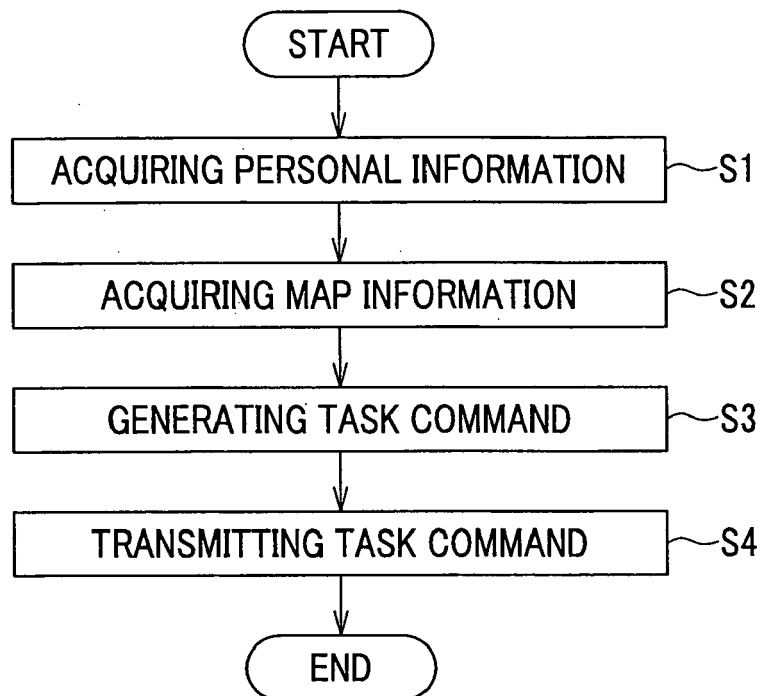 START
ACQUIRING PERSONAL INFORMATION S1
ACQUIRING MAP INFORMATION S2
GENERATING TASK COMMAND S3
TRANSMITTING TASK COMMAND S4
END